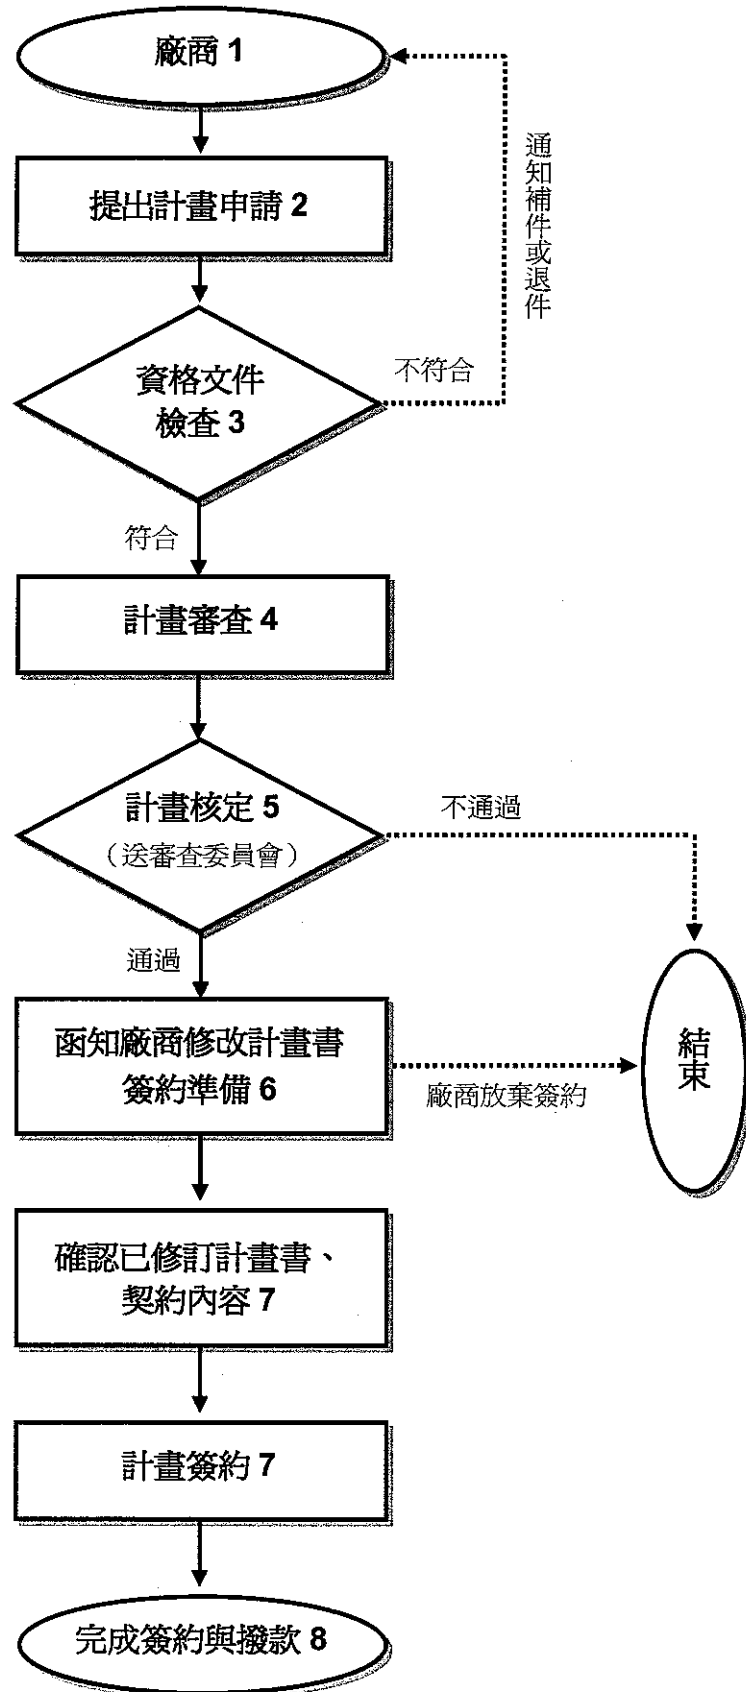 廠商 1
提出計畫申請 2
通知補件或退件
資格文件
檢查 3
不符合
符合
計畫審查 4
計畫核定 5
（送審查委員會）
不通過
通過
函知廠商修改計畫書
簽約準備 6
廠商放棄簽約
結束
確認已修訂計畫書、
契約內容 7
計畫簽約 7
完成簽約與撥款 8